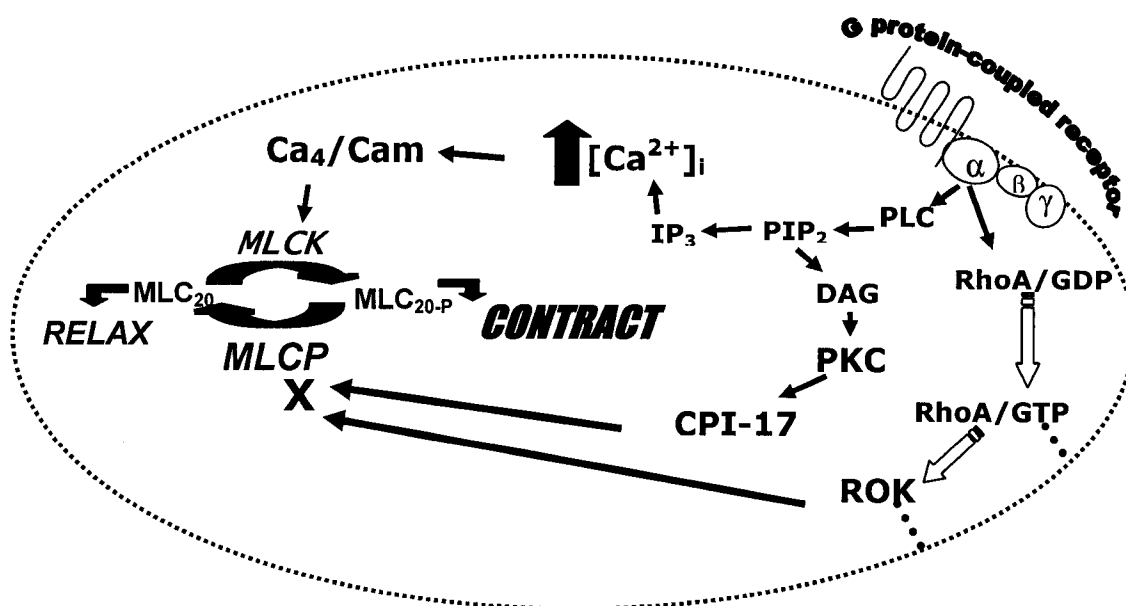 G protein-coupled receptor
Ca₄/Cam
[Ca²⁺]ᵢ
α
β
γ
PLC
PIP₂
IP₃
MLCK
RhoA/GDP
MLC₂₀
MLC₂₀₋P
DAG
RELAX
CONTRACT
MLCP
PKC
X
RhoA/GTP
CPI-17
ROK